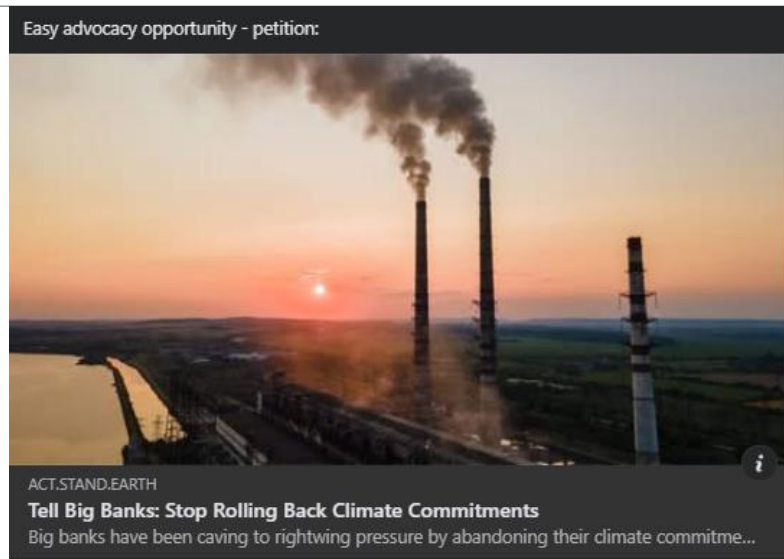 Easy advocacy opportunity - petition:
i
ACT.STAND.EARTH
Tell Big Banks: Stop Rolling Back Climate Commitments
Big banks have been caving to rightwing pressure by abandoning their climate commitme...